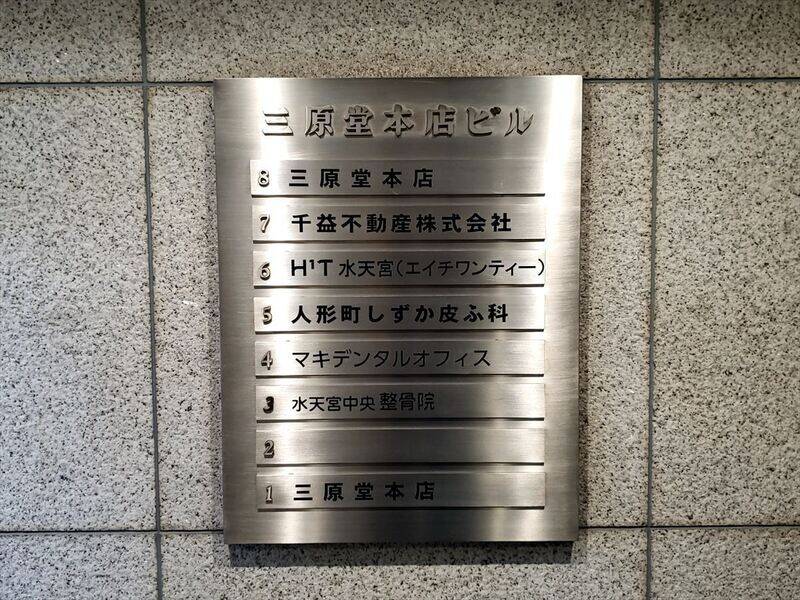 三原堂本店ビル
8 三原堂本店
7 千益不動産株式会社
6 H¹T 水天宮(エイチワンティー)
5 人形町しずか皮ふ科
4 マキデンタルオフィス
3 水天宮中央 整骨院
2
1 三原堂本店